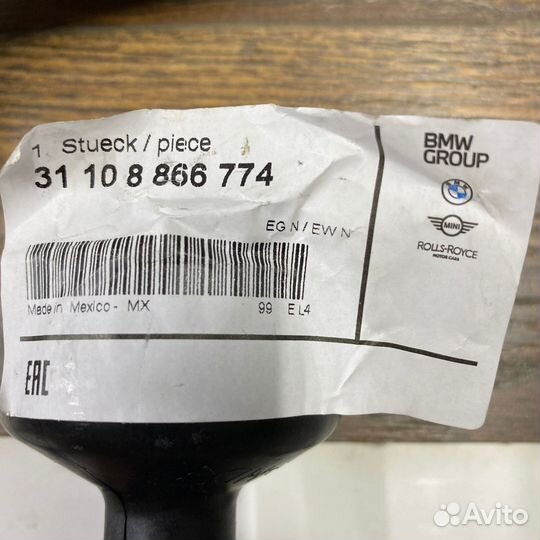 1 Stueck / piece
31 10 8 866 774
EG N / EW N
Made in Mexico - MX 99 E L4
EAC
BMW
GROUP
MINI
ROLLS-ROYCE
MOTOR CARS
Avito